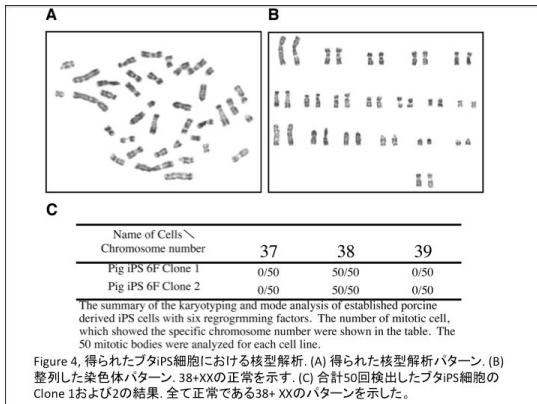 A
B
C
Name of Cells＼
Chromosome number 37 38 39
Pig iPS 6F Clone 1 0/50 50/50 0/50
Pig iPS 6F Clone 2 0/50 50/50 0/50
The summary of the karyotyping and mode analysis of established porcine
derived iPS cells with six regrogrmming factors. The number of mitotic cell,
which showed the specific chromosome number were shown in the table. The
50 mitotic bodies were analyzed for each cell line.
Figure 4, 得られたブタiPS細胞における核型解析. (A) 得られた核型解析パターン. (B)
整列した染色体パターン. 38+XXの正常を示す. (C) 合計50回検出したブタiPS細胞の
Clone 1および2の結果. 全て正常である38+ XXのパターンを示した。